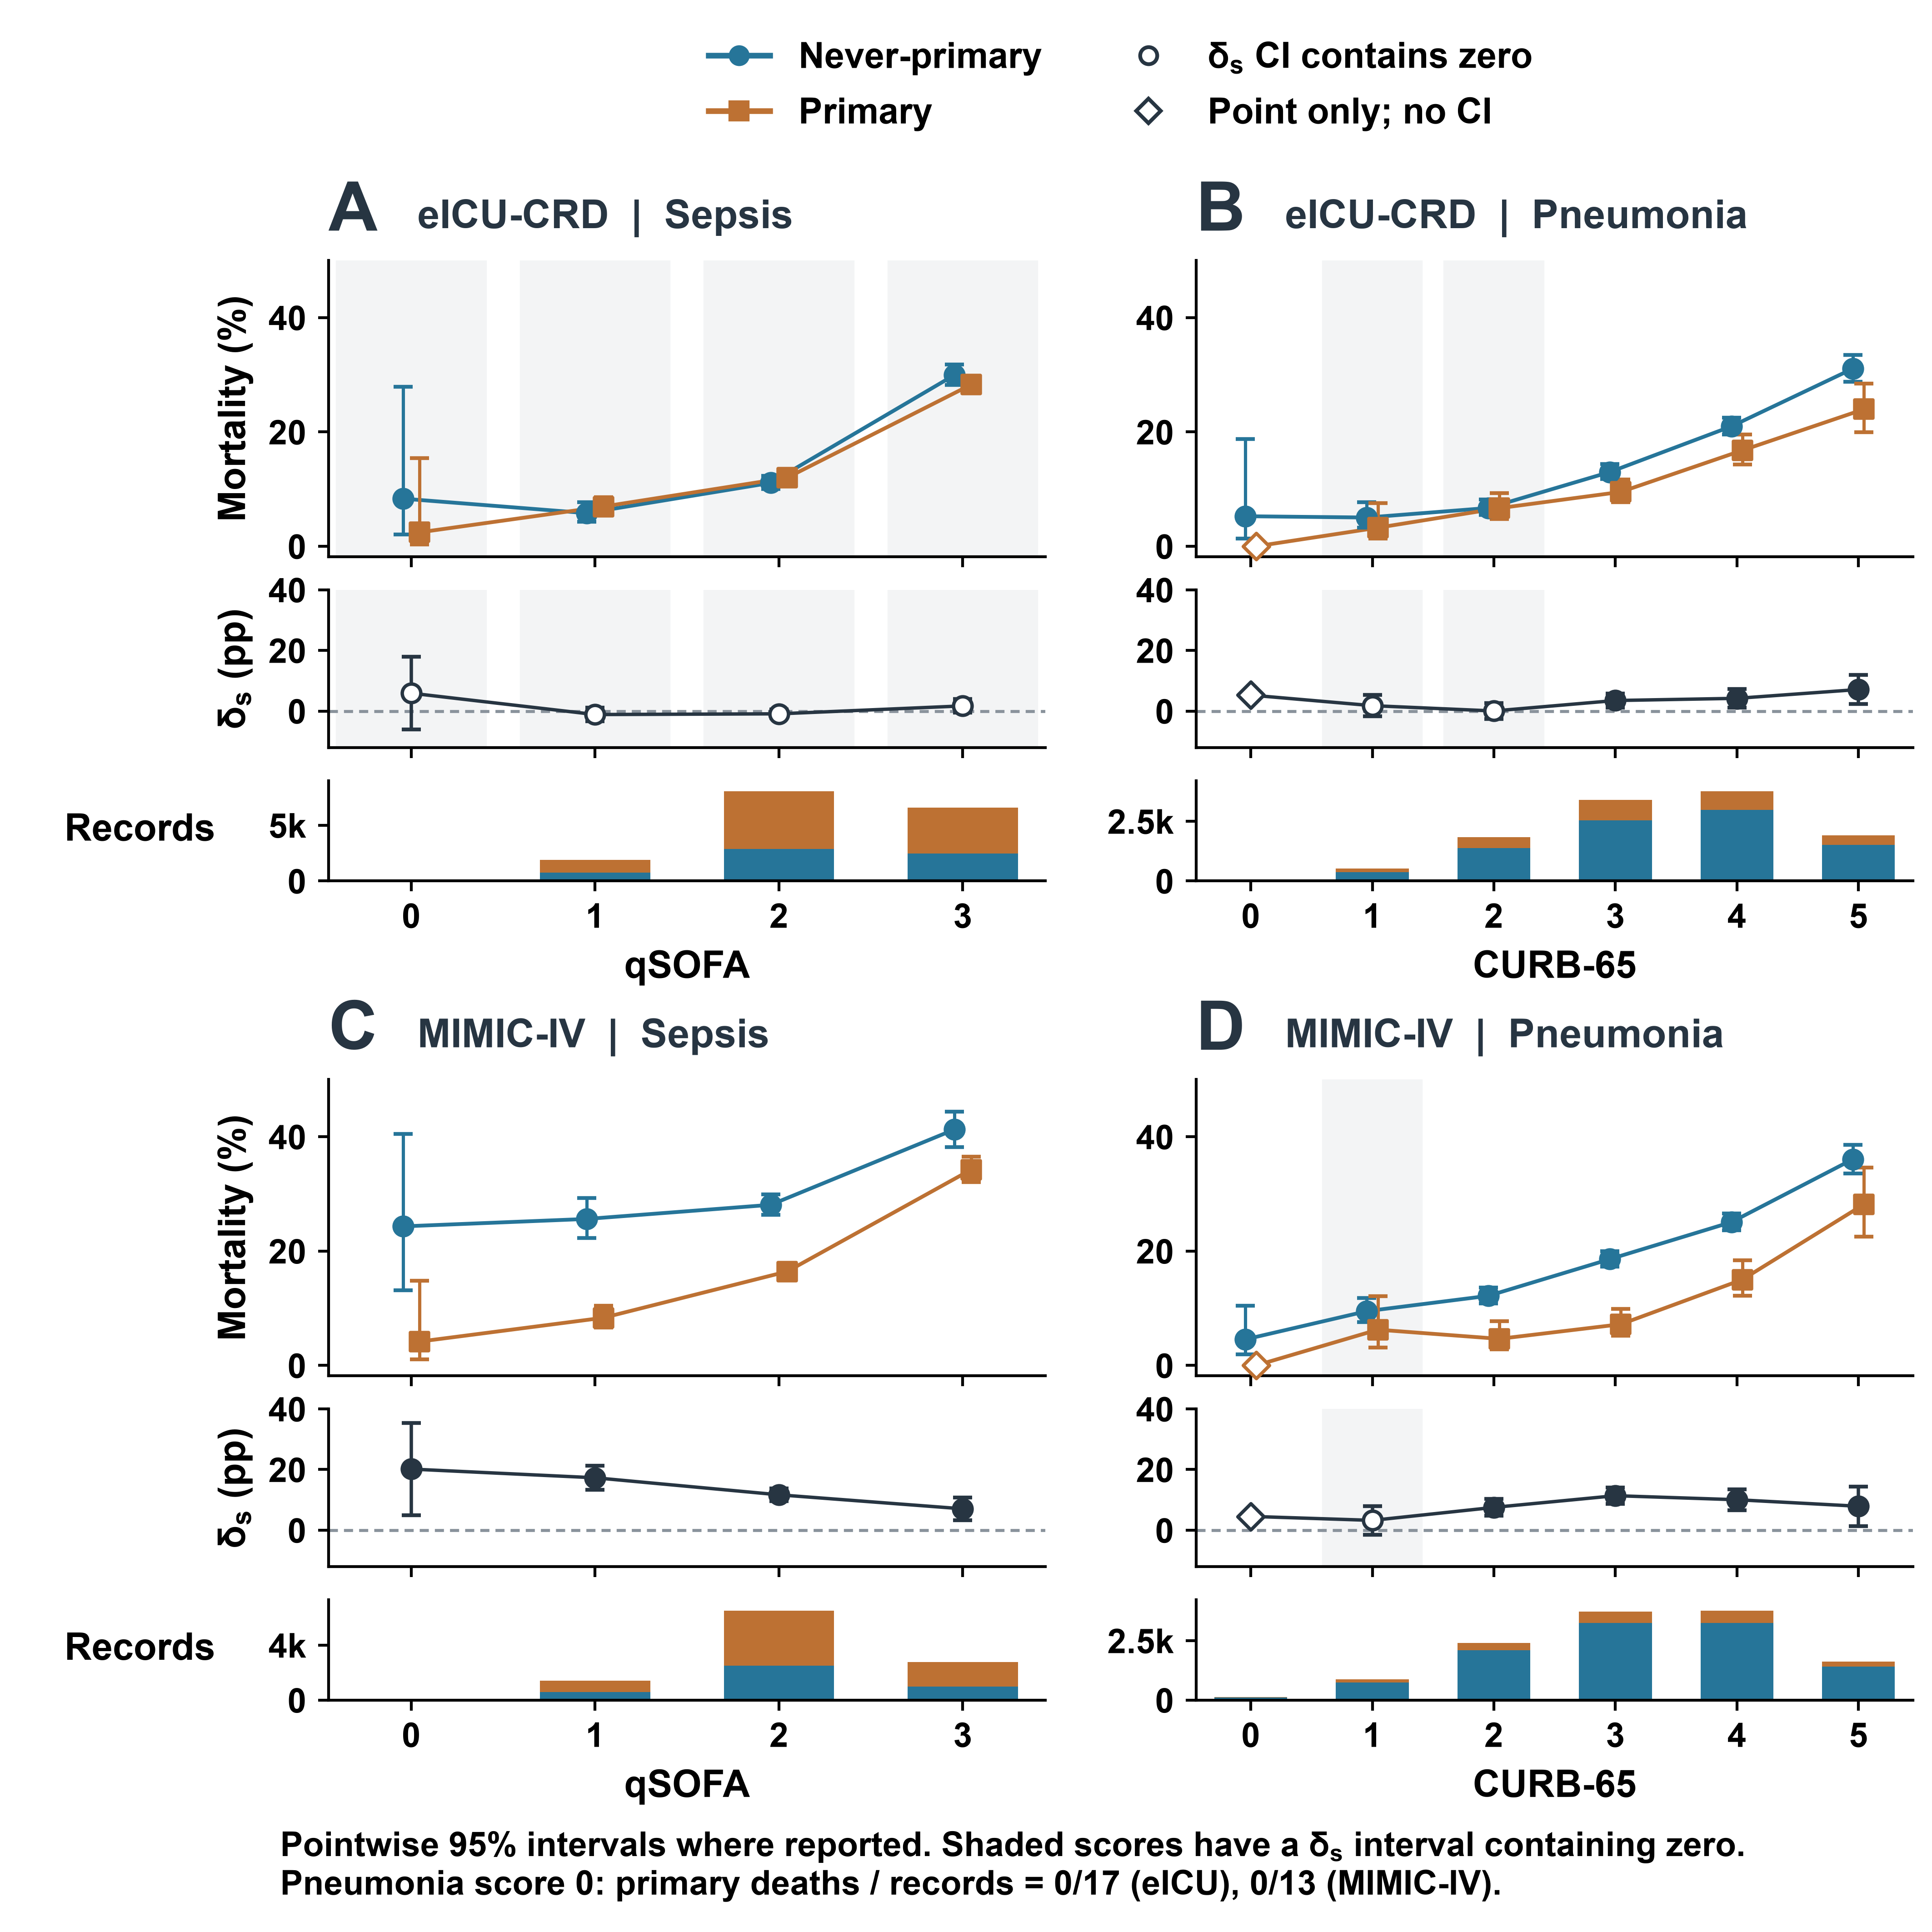 Never-primary
Primary
δs CI contains zero
Point only; no CI
A eICU-CRD | Sepsis
Mortality (%)
40
20
0
δs (pp)
40
20
0
Records
5k
0
0 1 2 3
qSOFA
B eICU-CRD | Pneumonia
40
20
0
40
20
0
2.5k
0
0 1 2 3 4 5
CURB-65
C MIMIC-IV | Sepsis
Mortality (%)
40
20
0
δs (pp)
40
20
0
Records
4k
0
0 1 2 3
qSOFA
D MIMIC-IV | Pneumonia
40
20
0
40
20
0
2.5k
0
0 1 2 3 4 5
CURB-65
Pointwise 95% intervals where reported. Shaded scores have a δs interval containing zero.
Pneumonia score 0: primary deaths / records = 0/17 (eICU), 0/13 (MIMIC-IV).